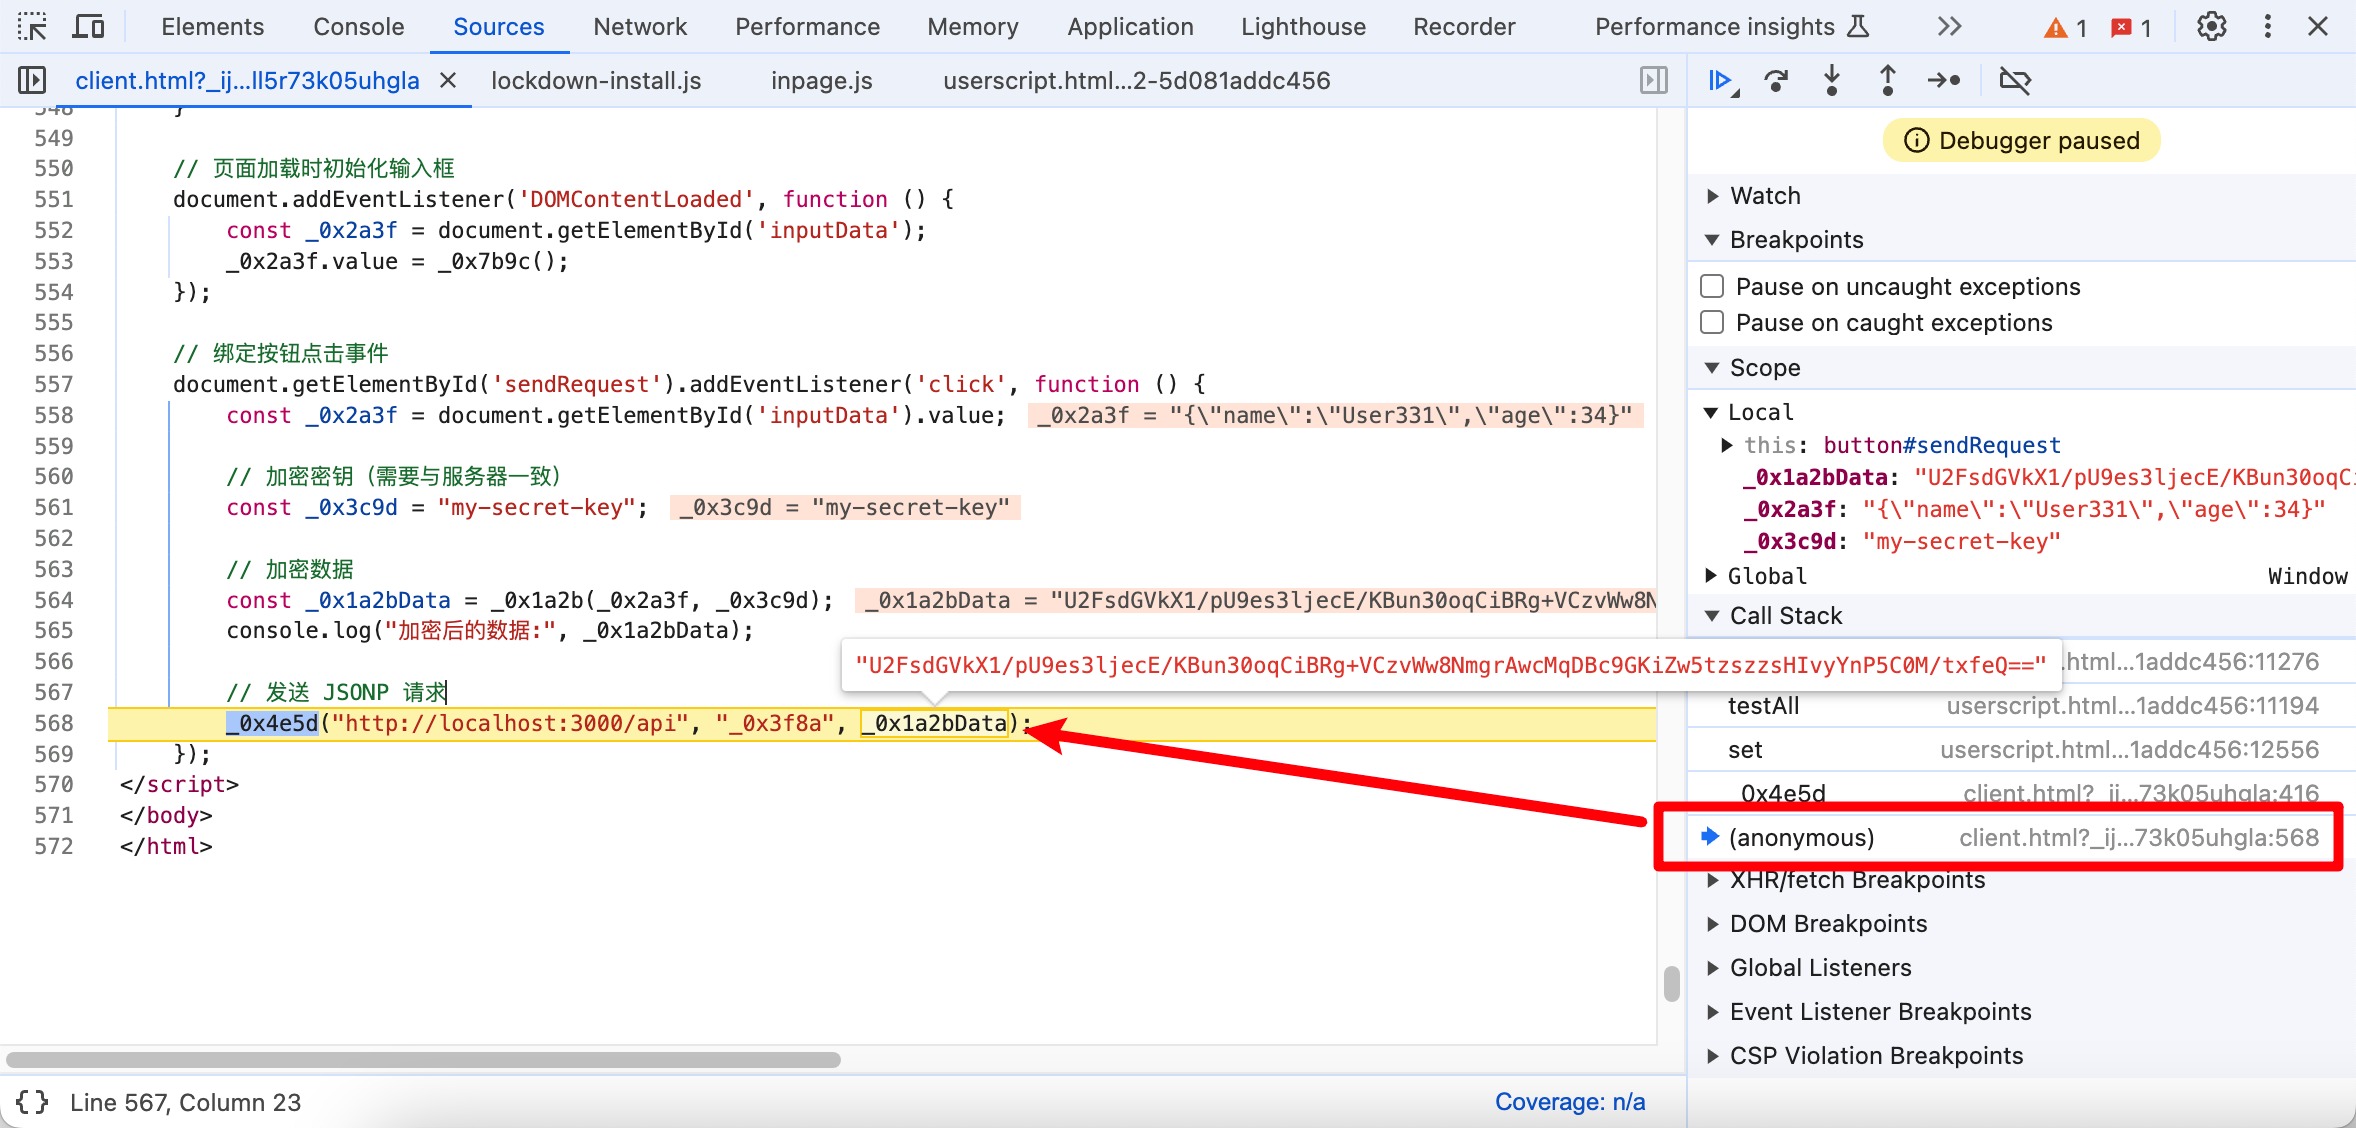 Elements Console Sources Network Performance Memory Application Lighthouse Recorder Performance insights 1 1
client.html?_ij...ll5r73k05uhgla lockdown-install.js inpage.js userscript.html...2-5d081addc456
548 }
549
550 // 页面加载时初始化输入框
551 document.addEventListener('DOMContentLoaded', function () {
552 const _0x2a3f = document.getElementById('inputData');
553 _0x2a3f.value = _0x7b9c();
554 });
555
556 // 绑定按钮点击事件
557 document.getElementById('sendRequest').addEventListener('click', function () {
558 const _0x2a3f = document.getElementById('inputData').value; _0x2a3f = "{\"name\":\"User331\",\"age\":34}"
559
560 // 加密密钥（需要与服务器一致）
561 const _0x3c9d = "my-secret-key"; _0x3c9d = "my-secret-key"
562
563 // 加密数据
564 const _0x1a2bData = _0x1a2b(_0x2a3f, _0x3c9d); _0x1a2bData = "U2FsdGVkX1/pU9es3ljecE/KBun30oqCiBRg+VCzvWw8N
565 console.log("加密后的数据:", _0x1a2bData);
566
"U2FsdGVkX1/pU9es3ljecE/KBun30oqCiBRg+VCzvWw8NmgrAwcMqDBc9GKiZw5tzszzsHIvyYnP5C0M/txfeQ=="
567 // 发送 JSONP 请求
568 _0x4e5d("http://localhost:3000/api", "_0x3f8a", _0x1a2bData);
569 });
570 </script>
571 </body>
572 </html>
Line 567, Column 23 Coverage: n/a
Debugger paused
Watch
Breakpoints
Pause on uncaught exceptions
Pause on caught exceptions
Scope
Local
this: button#sendRequest
_0x1a2bData: "U2FsdGVkX1/pU9es3ljecE/KBun30oqCi
_0x2a3f: "{\"name\":\"User331\",\"age\":34}"
_0x3c9d: "my-secret-key"
Global Window
Call Stack
.html...1addc456:11276
testAll userscript.html...1addc456:11194
set userscript.html...1addc456:12556
_0x4e5d client.html?_ij...73k05uhgla:416
(anonymous) client.html?_ij...73k05uhgla:568
XHR/fetch Breakpoints
DOM Breakpoints
Global Listeners
Event Listener Breakpoints
CSP Violation Breakpoints